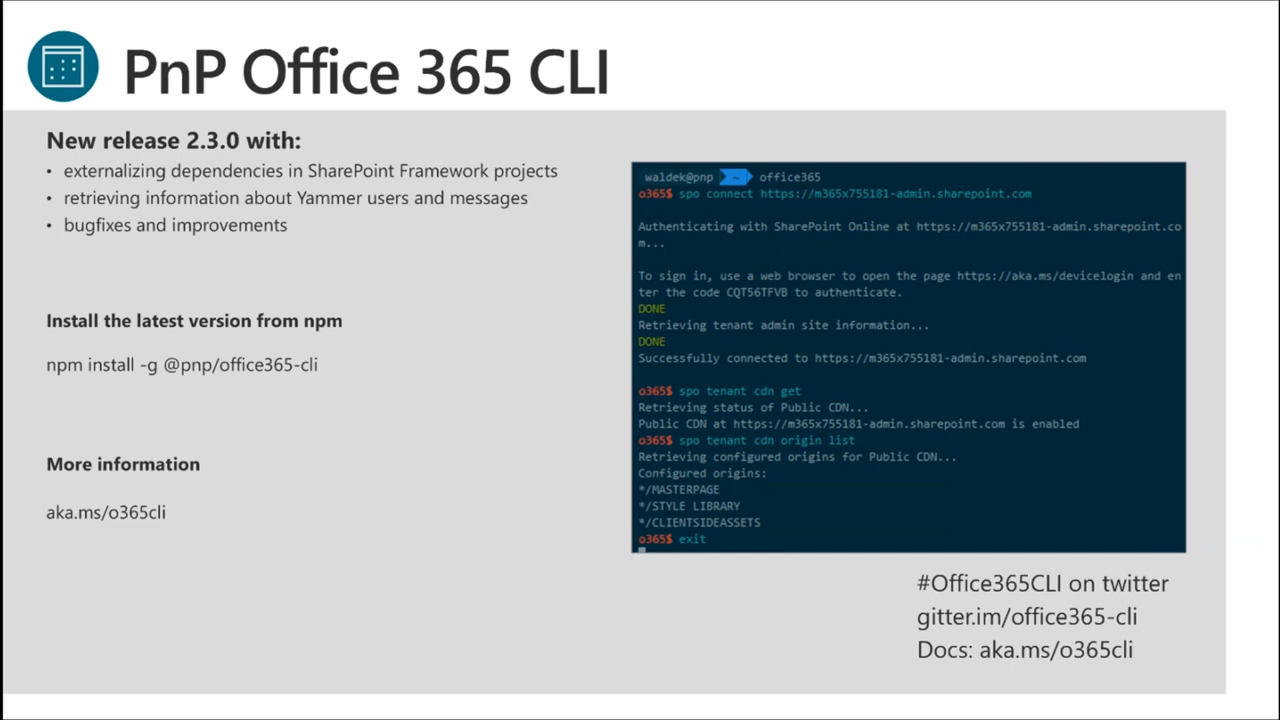 PnP Office 365 CLI
New release 2.3.0 with:
• externalizing dependencies in SharePoint Framework projects
• retrieving information about Yammer users and messages
• bugfixes and improvements
Install the latest version from npm
npm install -g @pnp/office365-cli
More information
aka.ms/o365cli
waldek@pnp ~ office365
o365$ spo connect https://m365x755181-admin.sharepoint.com
Authenticating with SharePoint Online at https://m365x755181-admin.sharepoint.co
m...
To sign in, use a web browser to open the page https://aka.ms/devicelogin and en
ter the code CQT56TFVB to authenticate.
DONE
Retrieving tenant admin site information...
DONE
Successfully connected to https://m365x755181-admin.sharepoint.com
o365$ spo tenant cdn get
Retrieving status of Public CDN...
Public CDN at https://m365x755181-admin.sharepoint.com is enabled
o365$ spo tenant cdn origin list
Retrieving configured origins for Public CDN...
Configured origins:
*/MASTERPAGE
*/STYLE LIBRARY
*/CLIENTSIDEASSETS
o365$ exit
#Office365CLI on twitter
gitter.im/office365-cli
Docs: aka.ms/o365cli